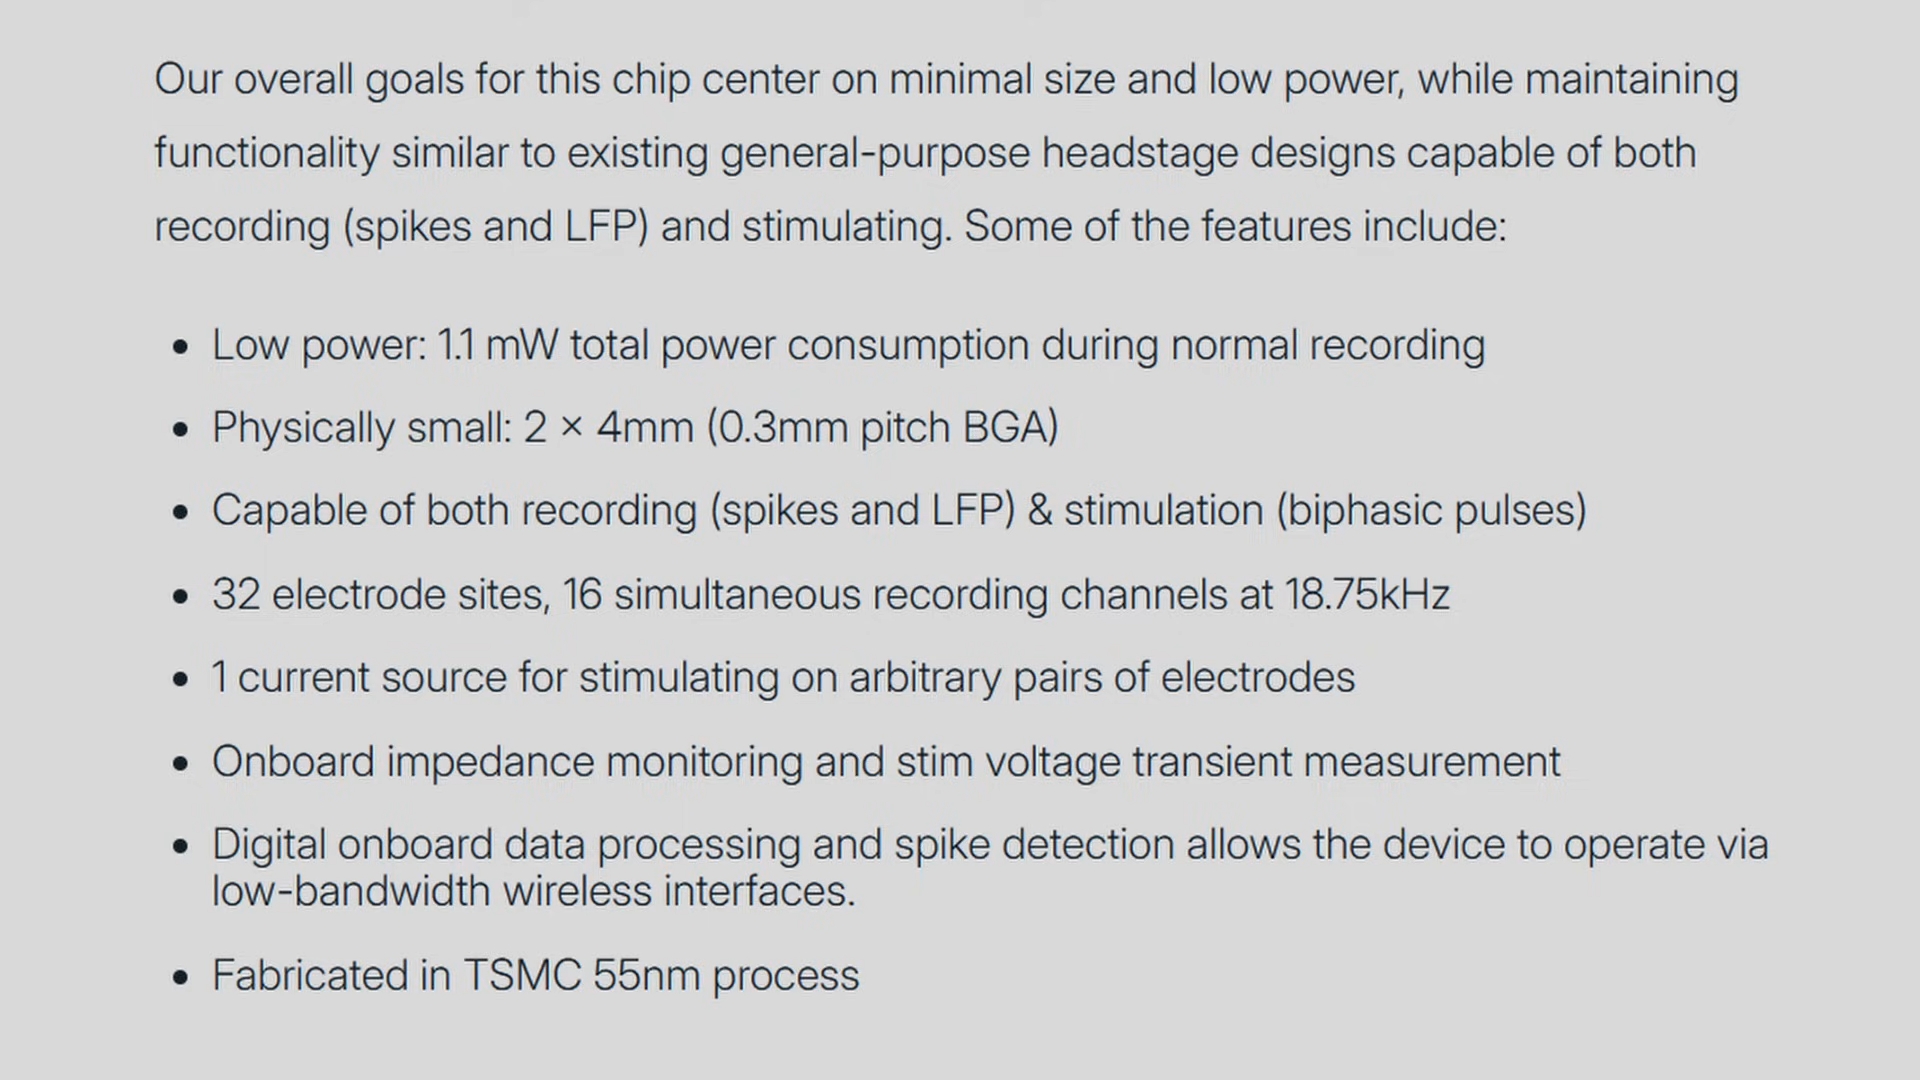 Our overall goals for this chip center on minimal size and low power, while maintaining
functionality similar to existing general-purpose headstage designs capable of both
recording (spikes and LFP) and stimulating. Some of the features include:
• Low power: 1.1 mW total power consumption during normal recording
• Physically small: 2 × 4mm (0.3mm pitch BGA)
• Capable of both recording (spikes and LFP) & stimulation (biphasic pulses)
• 32 electrode sites, 16 simultaneous recording channels at 18.75kHz
• 1 current source for stimulating on arbitrary pairs of electrodes
• Onboard impedance monitoring and stim voltage transient measurement
• Digital onboard data processing and spike detection allows the device to operate via
low-bandwidth wireless interfaces.
• Fabricated in TSMC 55nm process